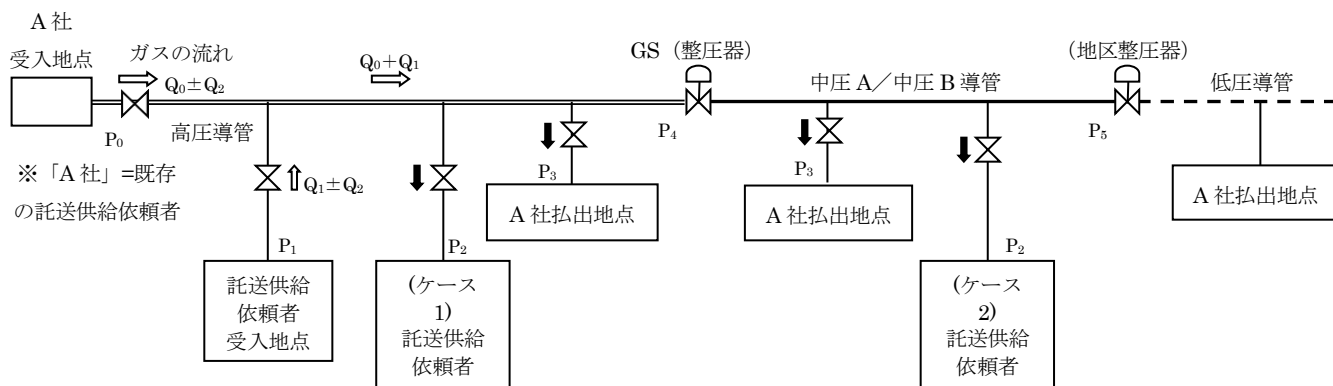 A 社
受入地点
ガスの流れ
Q₀±Q₂
Q₀＋Q₁
GS（整圧器）
（地区整圧器）
中圧 A／中圧 B 導管
低圧導管
P₀
高圧導管
P₄
P₅
※「A 社」=既存
の託送供給依頼者
Q₁±Q₂
P₃
A 社払出地点
P₃
A 社払出地点
A 社払出地点
P₁
託送供給
依頼者
受入地点
P₂
(ケース
1)
託送供給
依頼者
P₂
(ケース
2)
託送供給
依頼者